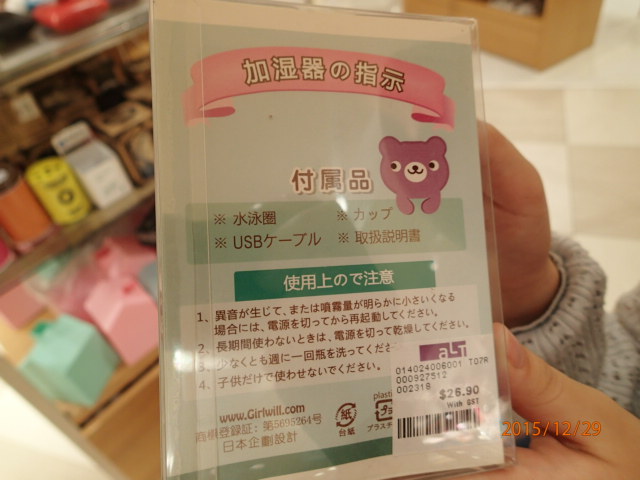 加湿器の指示
付属品
※ 水泳圈 ※ カップ
※ USBケーブル ※ 取扱説明書
使用上ので注意
1、異音が生じて、または噴霧量が明らかに小さいくなる
場合には、電源を切ってから再起動してください。
2、長期間使わないときは、電源を切って乾燥してください。
3、少なくとも週に一回瓶を洗ってくださ
4、子供だけで使わせないでください。
www.Girlwill.com
商標登録証：第5695264号
日本企劃設計
紙
台紙
プラスチ
aLT
014024006001 T07R
000927512
002318
$26.90
With GST
2015/12/29